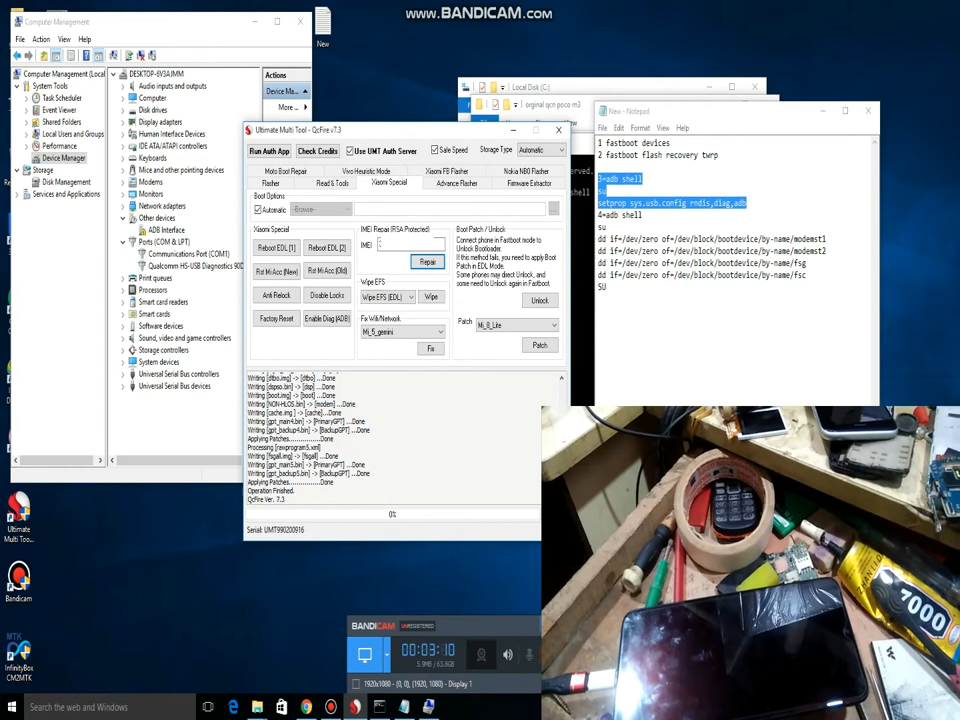 www.BANDICAM.com
Computer Management
File Action View Help
Computer Management (Local
System Tools
Task Scheduler
Event Viewer
Shared Folders
Local Users and Groups
Performance
Device Manager
Storage
Disk Management
Services and Applications
DESKTOP-6V3AJMM
Audio inputs and outputs
Computer
Disk drives
Display adapters
Human Interface Devices
IDE ATA/ATAPI controllers
Keyboards
Mice and other pointing devices
Modems
Monitors
Network adapters
Other devices
ADB Interface
Ports (COM & LPT)
Communications Port (COM1)
Qualcomm HS-USB Diagnostics 90D
Print queues
Processors
Smart card readers
Smart cards
Software devices
Sound, video and game controllers
Storage controllers
System devices
Universal Serial Bus controllers
Universal Serial Bus devices
Actions
Device Ma...
More ...
New
Local Disk (C:)
orginal qcn poco m3
Ultimate Multi Tool - QcFire v7.3
Run Auth App
Check Credits
Use UMT Auth Server
Safe Speed
Storage Type
Automatic
Moto Boot Repair
Vivo Heuristic Mode
Xiaomi FB Flasher
Nokia NB0 Flasher
Flasher
Read & Tools
Xiaomi Special
Advance Flasher
Firmware Extractor
Boot Options
Automatic
--Browse--
Xiaomi Special
Reboot EDL [1]
Reboot EDL [2]
Rst Mi Acc (New)
Rst Mi Acc (Old)
Anti Relock
Disable Locks
Factory Reset
Enable Diag (ADB)
IMEI Repair (RSA Protected)
IMEI
Repair
Wipe EFS
Wipe EFS (EDL)
Wipe
Fix Wifi/Network
Mi_5_gemini
Fix
Boot Patch / Unlock
Connect phone in Fastboot mode to
Unlock Bootloader.
If this method fails, you need to apply Boot
Patch in EDL Mode.
Some phones may direct Unlock, and
some need to Unlock again in Fastboot.
Unlock
Patch
Mi_8_Lite
Patch
Writing [dtbo.img] -> [dtbo] ...Done
Writing [dspso.bin] -> [dsp] ...Done
Writing [boot.img] -> [boot] ...Done
Writing [NON-HLOS.bin] -> [modem] ...Done
Writing [cache.img ] -> [cache]...Done
Writing [gpt_main4.bin] -> [PrimaryGPT] ...Done
Writing [gpt_backup4.bin] -> [BackupGPT] ...Done
Applying Patches...............Done
Processing [rawprogram5.xml]
Writing [fsgall.img] -> [fsgall] ...Done
Writing [gpt_main5.bin] -> [PrimaryGPT] ...Done
Writing [gpt_backup5.bin] -> [BackupGPT] ...Done
Applying Patches...............Done
Operation Finished.
QcFire Ver. 7.3
0%
Serial: UMT990200916
erved.
shell
New - Notepad
File Edit Format View Help
1 fastboot devices
2 fastboot flash recovery twrp
3=adb shell
su
setprop sys.usb.config rndis,diag,adb
4=adb shell
su
dd if=/dev/zero of=/dev/block/bootdevice/by-name/modemst1
dd if=/dev/zero of=/dev/block/bootdevice/by-name/modemst2
dd if=/dev/zero of=/dev/block/bootdevice/by-name/fsg
dd if=/dev/zero of=/dev/block/bootdevice/by-name/fsc
SU
Ultimate
Multi Too...
Bandicam
MTK
InfinityBox
CM2MTK
BANDICAM UNREGISTERED
00:03:10
5.9MB / 63.8GB
1920x1080 - (0, 0), (1920, 1080) - Display 1
7000
Search the web and Windows